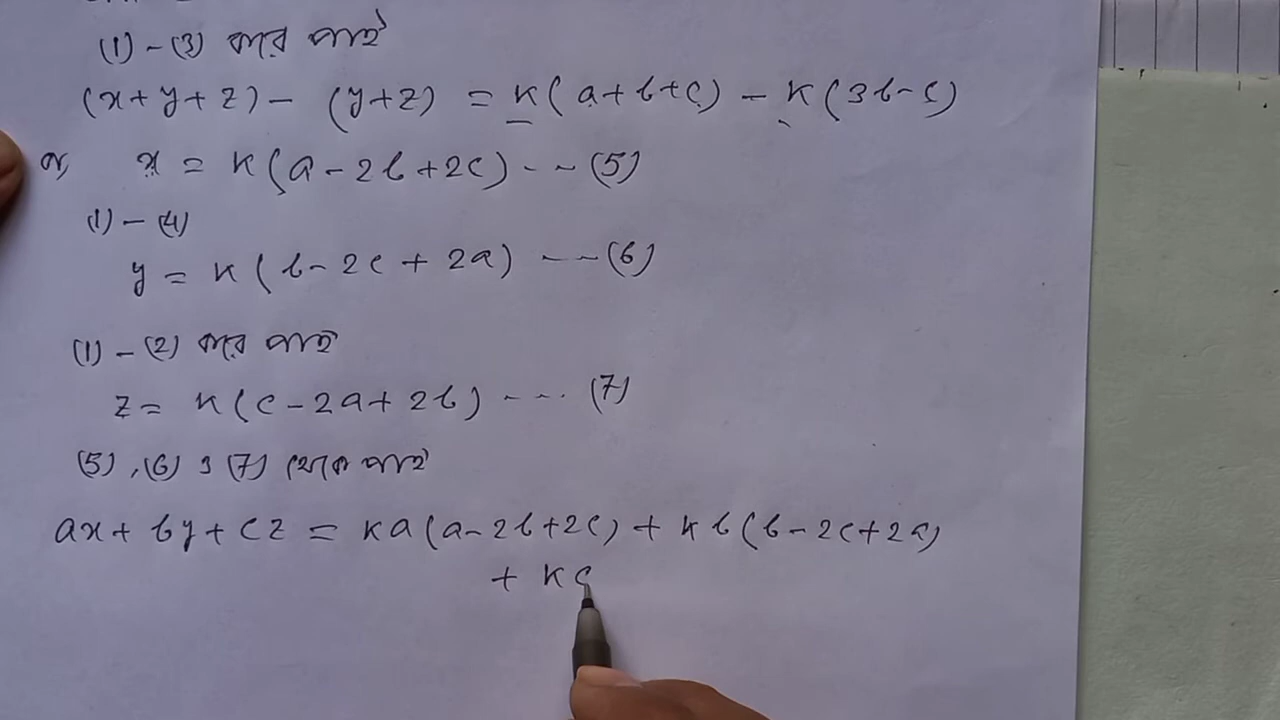 (1) - (3) করে পাই
(x+y+z) - (y+z) = k(a+b+c) - k(3b-c)
বা, x = k(a-2b+2c) --- (5)
(1) - (4)
y = k(b-2c+2a) --- (6)
(1) - (2) করে পাই
z = k(c-2a+2b) --- (7)
(5), (6) ও (7) থেকে পাই
ax+by+cz = ka(a-2b+2c) + kb(b-2c+2a)
+ kc